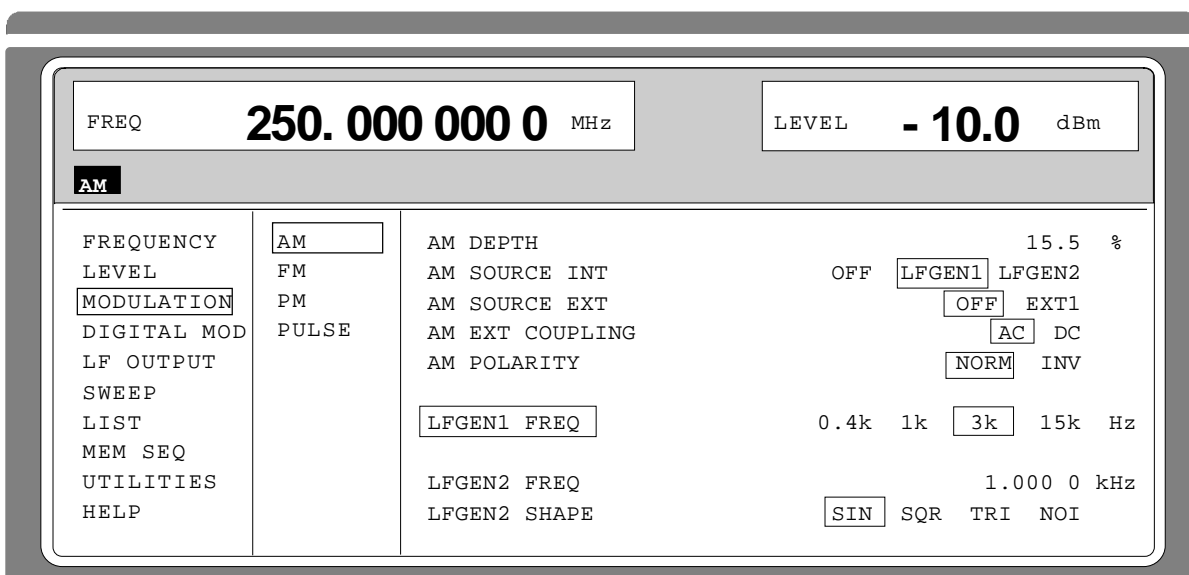 FREQ 250. 000 000 0 MHz LEVEL - 10.0 dBm
AM
FREQUENCY AM AM DEPTH 15.5 %
LEVEL FM AM SOURCE INT OFF LFGEN1 LFGEN2
MODULATION PM AM SOURCE EXT OFF EXT1
DIGITAL MOD PULSE AM EXT COUPLING AC DC
LF OUTPUT AM POLARITY NORM INV
SWEEP
LIST LFGEN1 FREQ 0.4k 1k 3k 15k Hz
MEM SEQ
UTILITIES LFGEN2 FREQ 1.000 0 kHz
HELP LFGEN2 SHAPE SIN SQR TRI NOI